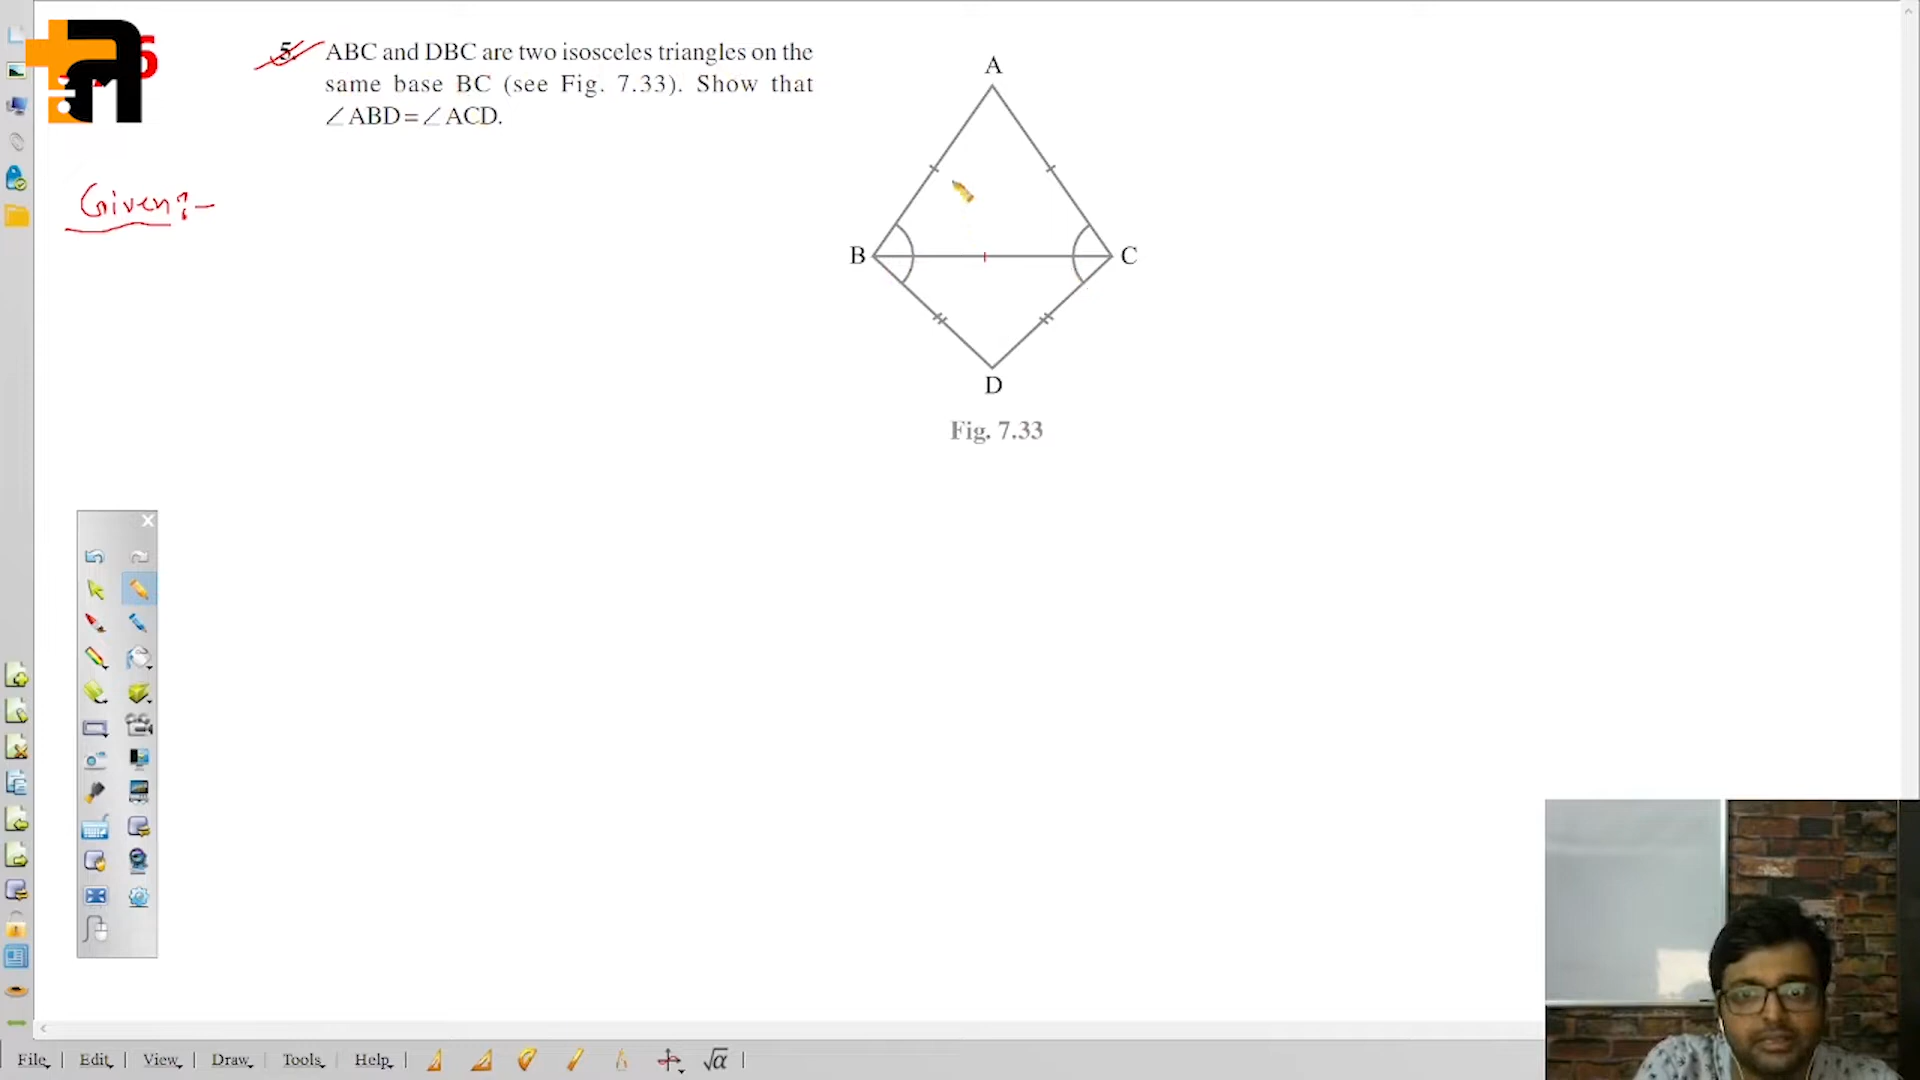 5. ABC and DBC are two isosceles triangles on the
same base BC (see Fig. 7.33). Show that
∠ABD = ∠ACD.
Given :-
A
B
C
D
Fig. 7.33
File
Edit
View
Draw
Tools
Help
√α